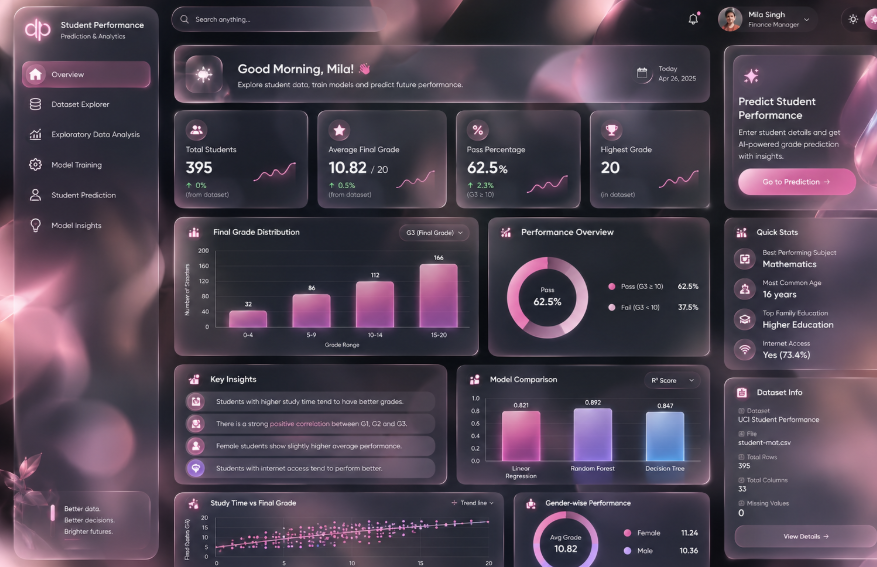 dp
Student Performance
Prediction & Analytics
Overview
Dataset Explorer
Exploratory Data Analysis
Model Training
Student Prediction
Model Insights
Better data.
Better decisions.
Brighter futures.
Search anything...
Mila Singh
Finance Manager
Good Morning, Mila! 👋
Explore student data, train models and predict future performance.
Today
Apr 26, 2025
Total Students
395
↑ 0%
(from dataset)
Average Final Grade
10.82 / 20
↑ 0.5%
(from dataset)
Pass Percentage
62.5%
↑ 2.3%
(G3 ≥ 10)
Highest Grade
20
(in dataset)
Predict Student
Performance
Enter student details and get
AI-powered grade prediction
with insights.
Go to Prediction →
Final Grade Distribution
G3 (Final Grade)
Number of
200
160
120
80
40
0
32
86
112
166
0-4
5-9
10-14
15-20
Grade Range
Performance Overview
Pass
62.5%
Pass (G3 ≥ 10) 62.5%
Fail (G3 < 10) 37.5%
Quick Stats
Best Performing Subject
Mathematics
Most Common Age
16 years
Top Family Education
Higher Education
Internet Access
Yes (73.4%)
Key Insights
Students with higher study time tend to have better grades.
There is a strong positive correlation between G1, G2 and G3.
Female students show slightly higher average performance.
Students with internet access tend to perform better.
Model Comparison
R² Score
1.0
0.8
0.6
0.4
0.2
0.0
0.821
0.892
0.847
Linear
Regression
Random Forest
Decision Tree
Dataset Info
Dataset
UCI Student Performance
File
student-mat.csv
Total Rows
395
Total Columns
33
Missing Values
0
View Details →
Study Time vs Final Grade
Trend line
20
15
10
5
0
0
5
10
15
20
Gender-wise Performance
Avg Grade
10.82
Female 11.24
Male 10.36